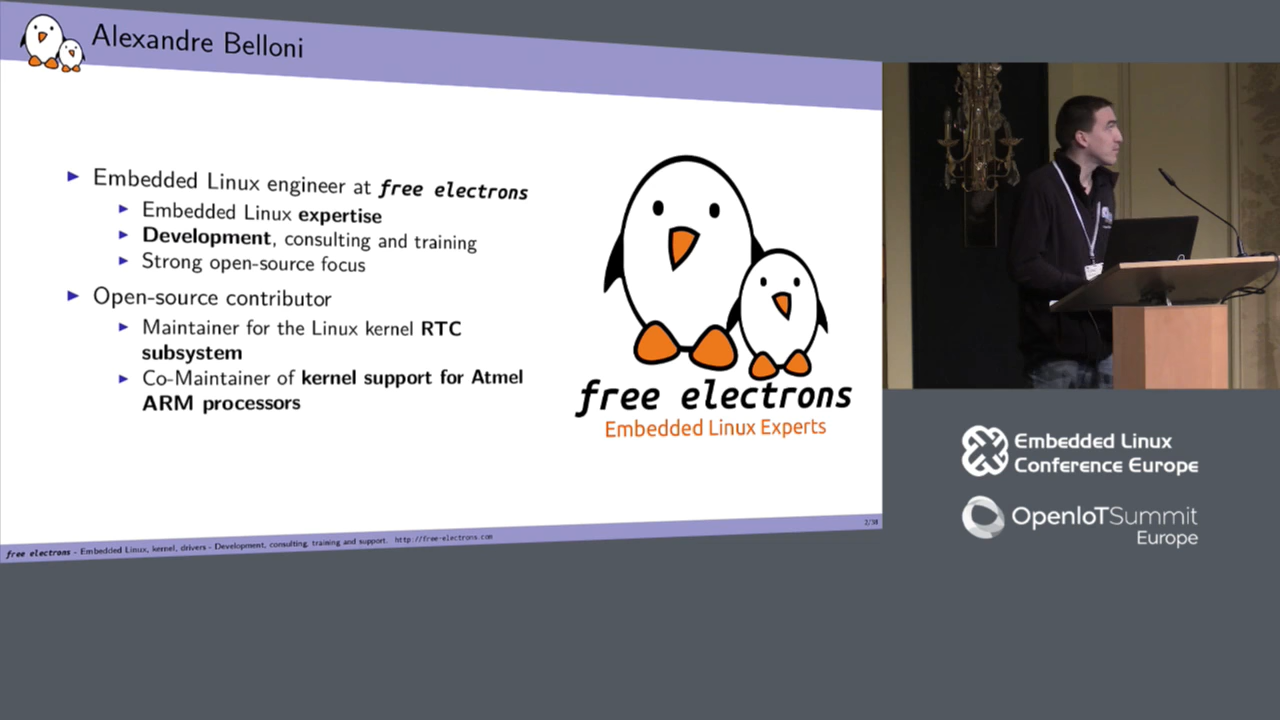 Alexandre Belloni
Embedded Linux engineer at free electrons
Embedded Linux expertise
Development, consulting and training
Strong open-source focus
Open-source contributor
Maintainer for the Linux kernel RTC
subsystem
Co-Maintainer of kernel support for Atmel
ARM processors
free electrons
Embedded Linux Experts
2/38
free electrons - Embedded Linux, kernel, drivers - Development, consulting, training and support. http://free-electrons.com
Embedded Linux
Conference Europe
OpenIoTSummit
Europe